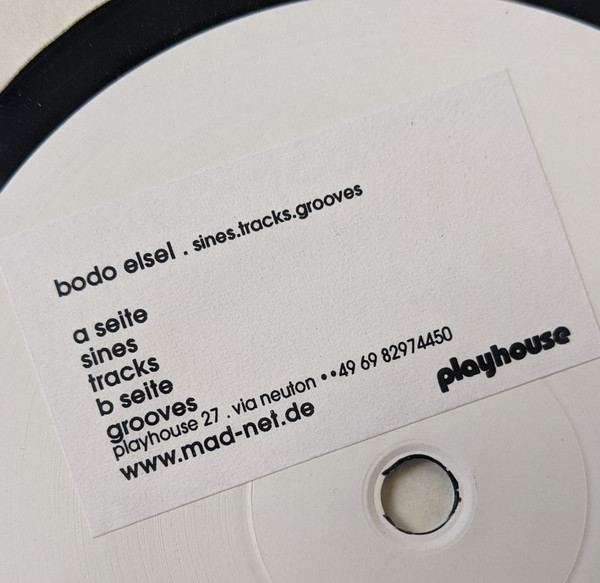 bodo elsel . sines.tracks.grooves
a seite
sines
tracks
b seite
grooves
playhouse 27 . via neuton ••49 69 82974450
www.mad-net.de
playhouse